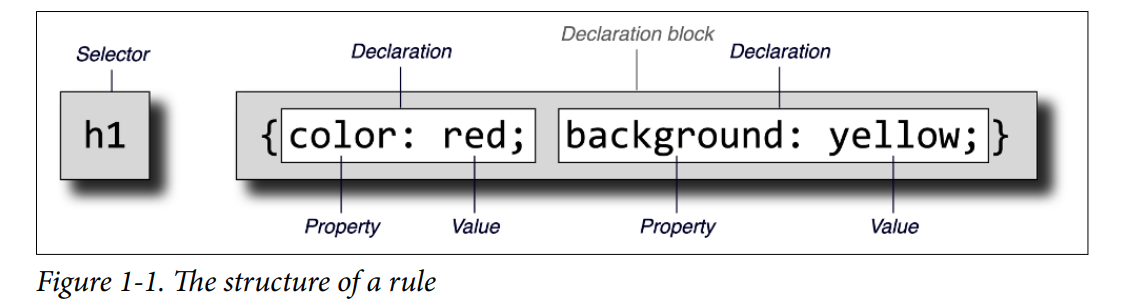 Declaration block
Selector Declaration Declaration
h1 {color: red; background: yellow;}
Property Value Property Value
Figure 1-1. The structure of a rule